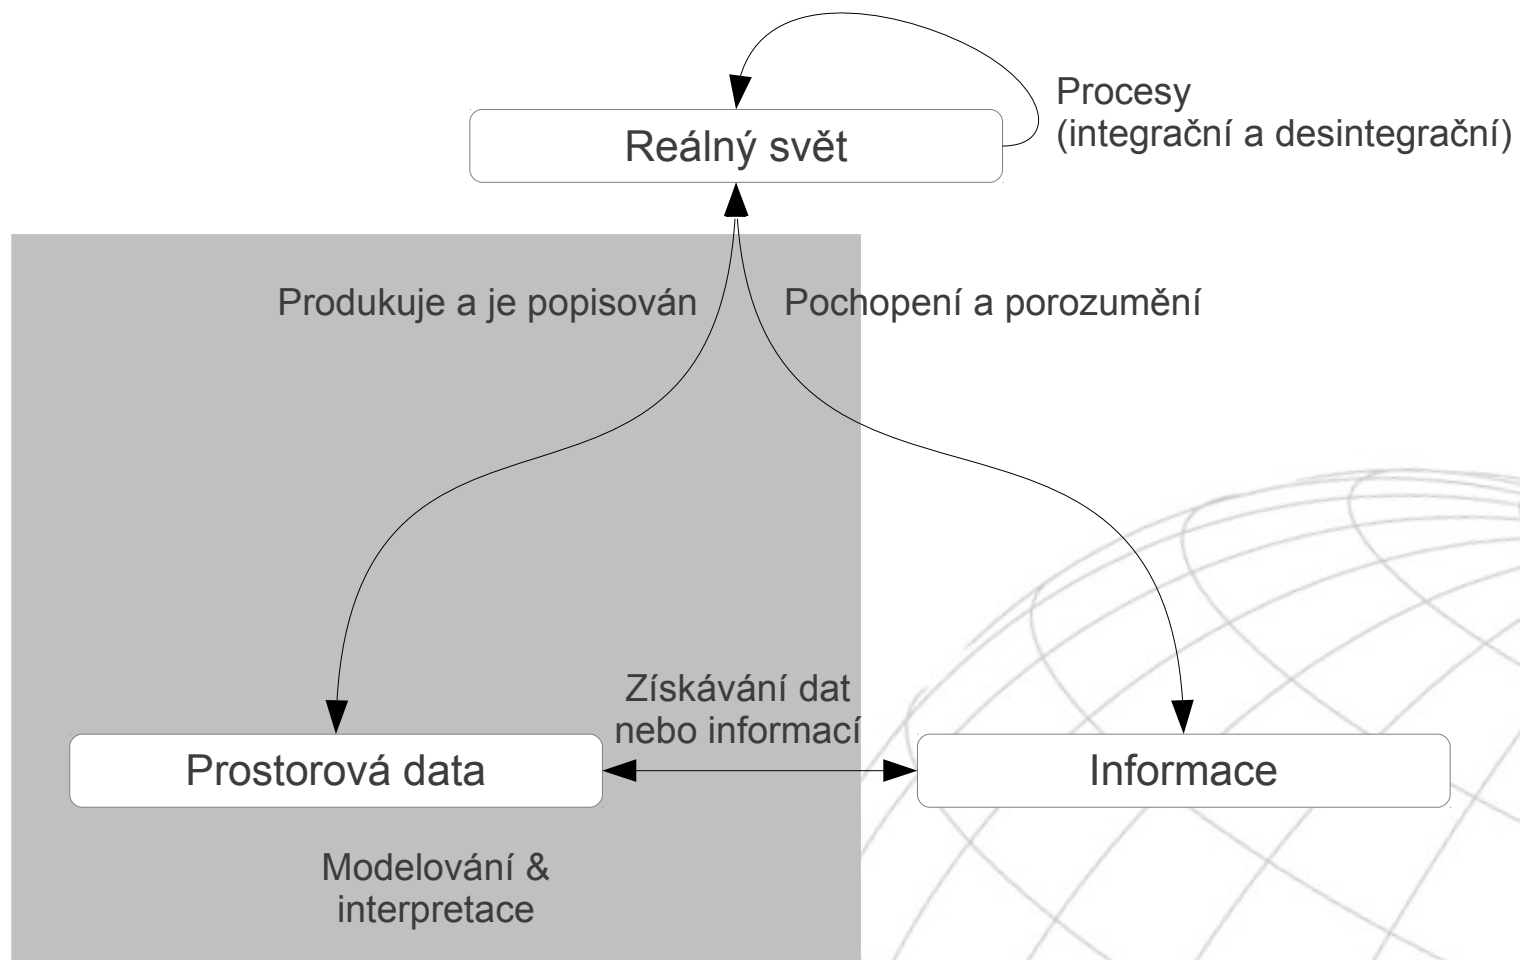 Procesy
(integrační a desintegrační)
Reálný svět
Produkuje a je popisován
Pochopení a porozumění
Získávání dat
nebo informací
Prostorová data
Informace
Modelování &
interpretace